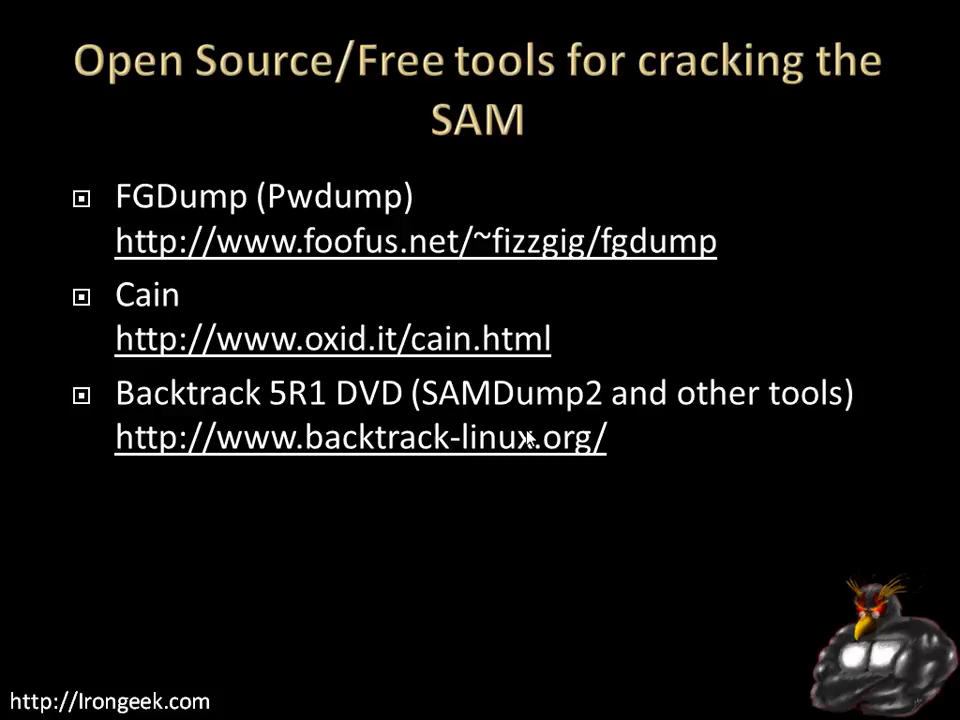 Open Source/Free tools for cracking the
SAM
FGDump (Pwdump)
http://www.foofus.net/~fizzgig/fgdump
Cain
http://www.oxid.it/cain.html
Backtrack 5R1 DVD (SAMDump2 and other tools)
http://www.backtrack-linux.org/
http://Irongeek.com